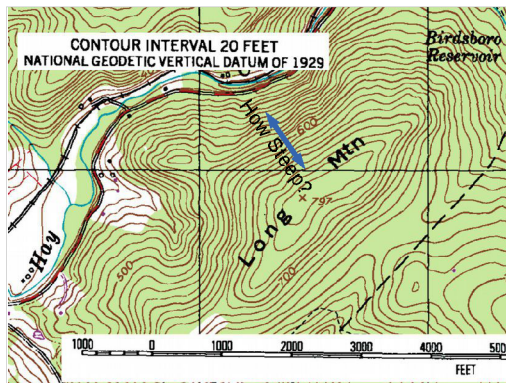 CONTOUR INTERVAL 20 FEET
NATIONAL GEODETIC VERTICAL DATUM OF 1929
Birdsboro
Reservoir
600
How Steep?
Mtn
797
Long
Hay
500
700
1000 0 1000 2000 3000 4000 500
FEET